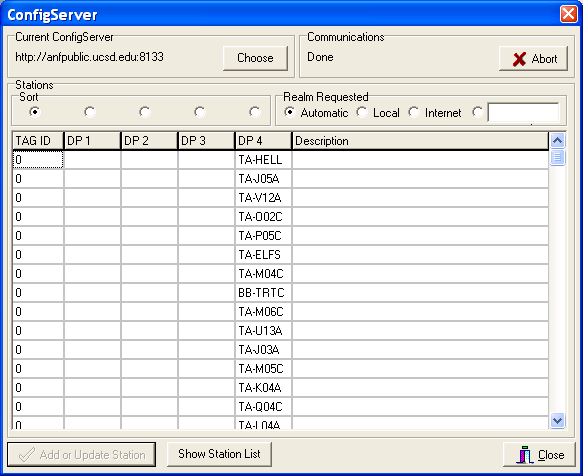 ConfigServer
Current ConfigServer
http://anfpublic.ucsd.edu:8133
Choose
Communications
Done
Abort
Stations
Sort
Realm Requested
Automatic Local Internet
TAG ID DP 1 DP 2 DP 3 DP 4 Description
0 TA-HELL
0 TA-J05A
0 TA-V12A
0 TA-O02C
0 TA-P05C
0 TA-ELFS
0 TA-M04C
0 BB-TRTC
0 TA-M06C
0 TA-U13A
0 TA-J03A
0 TA-M05C
0 TA-K04A
0 TA-Q04C
0 TA-L04A
Add or Update Station
Show Station List
Close